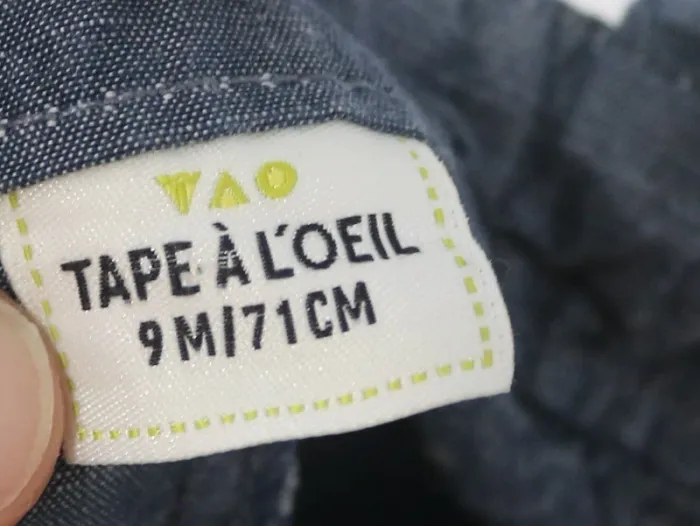 TAO
TAPE À L'OEIL
9M/71CM